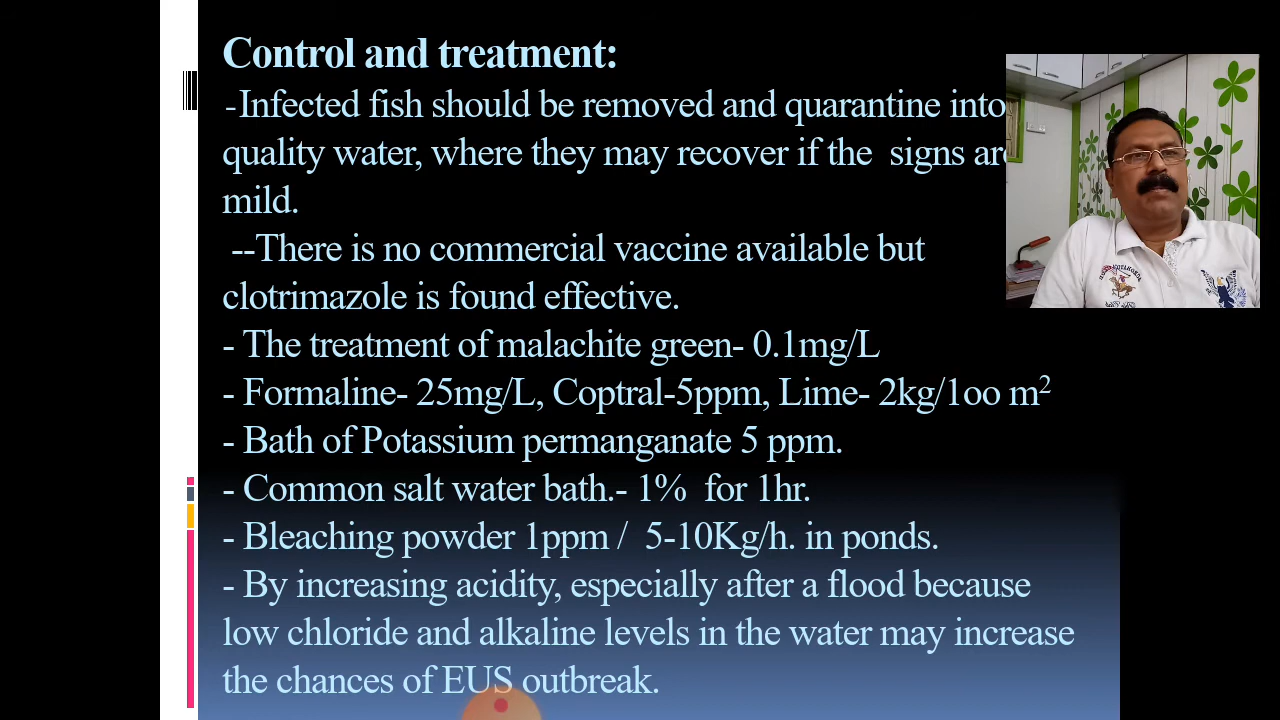 Control and treatment:
-Infected fish should be removed and quarantine into
quality water, where they may recover if the signs are
mild.
--There is no commercial vaccine available but
clotrimazole is found effective.
- The treatment of malachite green- 0.1mg/L
- Formaline- 25mg/L, Coptral-5ppm, Lime- 2kg/1oo m²
- Bath of Potassium permanganate 5 ppm.
- Common salt water bath.- 1% for 1hr.
- Bleaching powder 1ppm / 5-10Kg/h. in ponds.
- By increasing acidity, especially after a flood because
low chloride and alkaline levels in the water may increase
the chances of EUS outbreak.